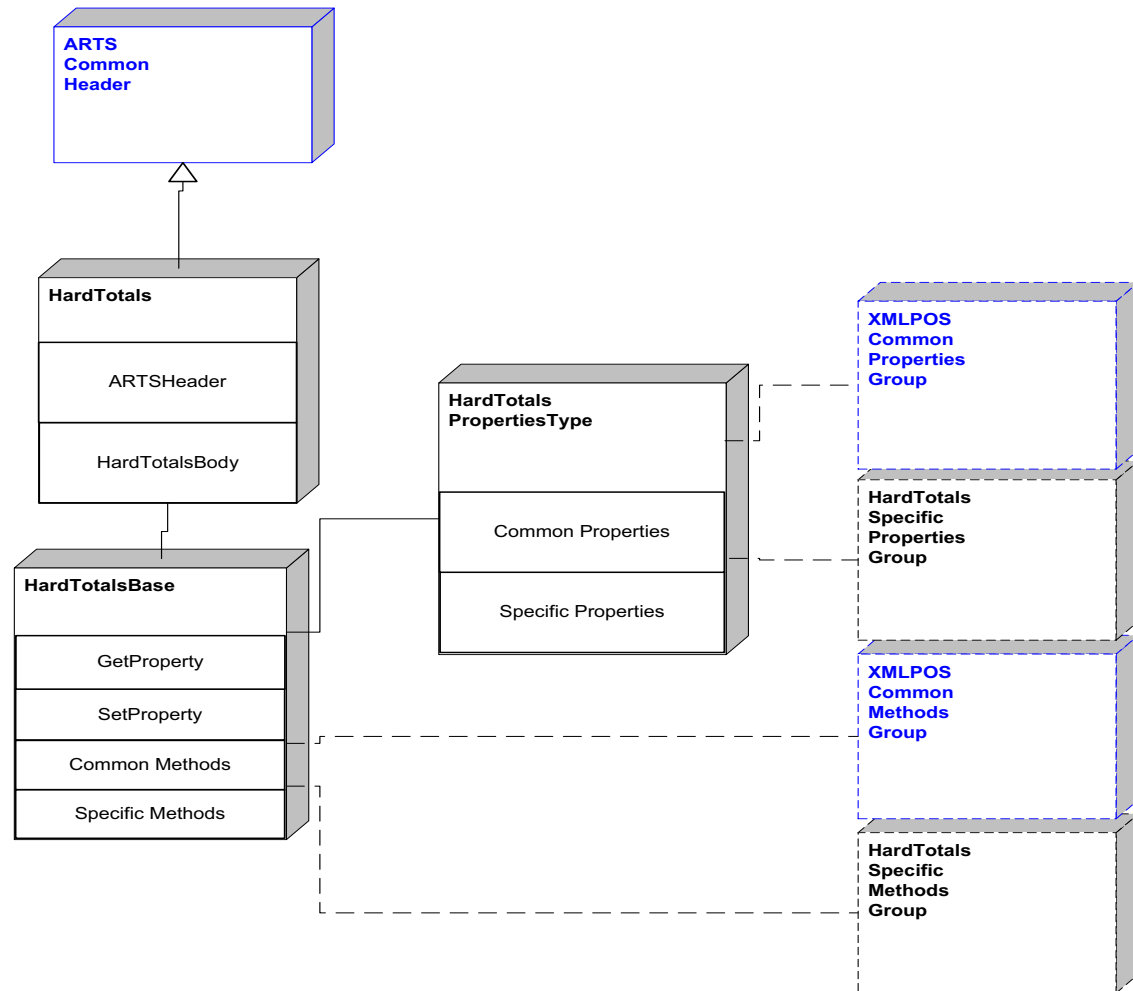 ARTS
Common
Header
HardTotals
ARTSHeader
HardTotalsBody
HardTotalsBase
GetProperty
SetProperty
Common Methods
Specific Methods
HardTotals
PropertiesType
Common Properties
Specific Properties
XMLPOS
Common
Properties
Group
HardTotals
Specific
Properties
Group
XMLPOS
Common
Methods
Group
HardTotals
Specific
Methods
Group